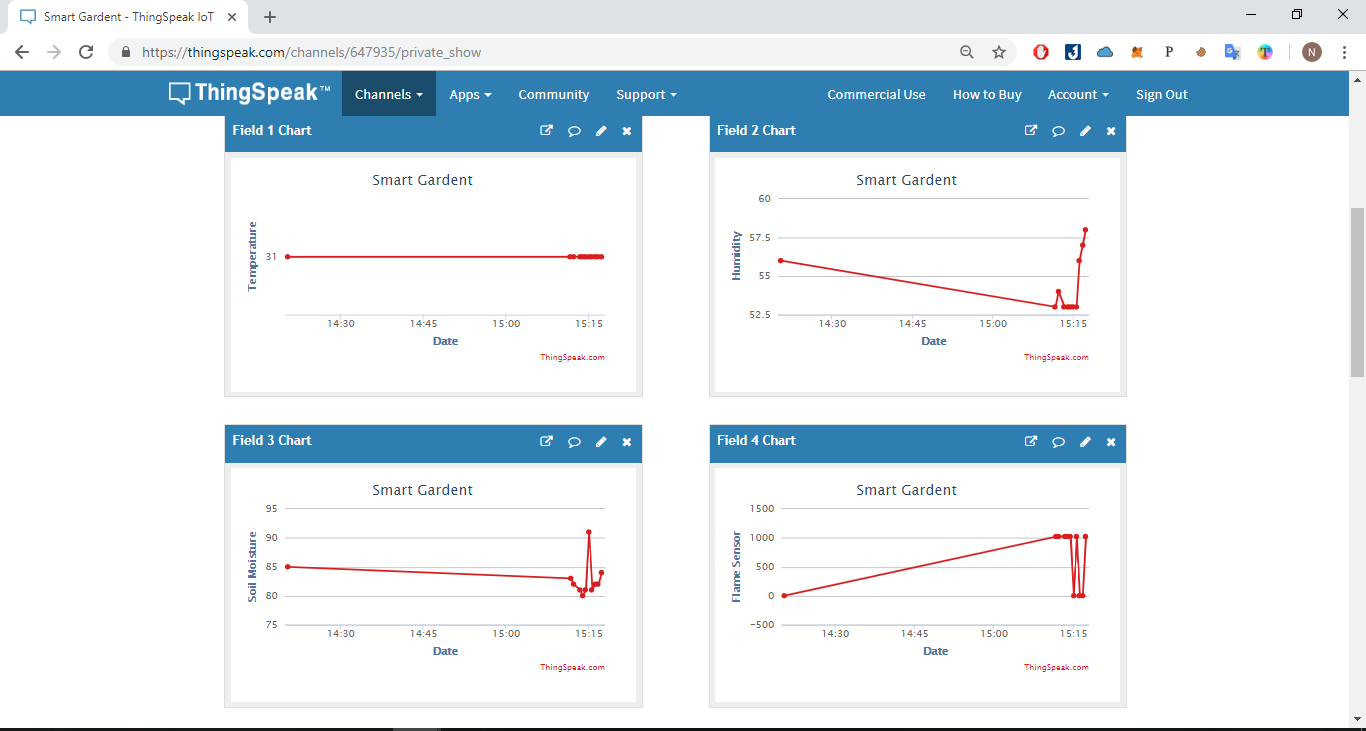 Smart Gardent - ThingSpeak IoT
https://thingspeak.com/channels/647935/private_show
P
N
ThingSpeak™ Channels Apps Community Support Commercial Use How to Buy Account Sign Out
Field 1 Chart
Smart Gardent
Temperature
31
14:30 14:45 15:00 15:15
Date
ThingSpeak.com
Field 2 Chart
Smart Gardent
Humidity
60
57.5
55
52.5
14:30 14:45 15:00 15:15
Date
ThingSpeak.com
Field 3 Chart
Smart Gardent
Soil Moisture
95
90
85
80
75
14:30 14:45 15:00 15:15
Date
ThingSpeak.com
Field 4 Chart
Smart Gardent
Flame Sensor
1500
1000
500
0
−500
14:30 14:45 15:00 15:15
Date
ThingSpeak.com